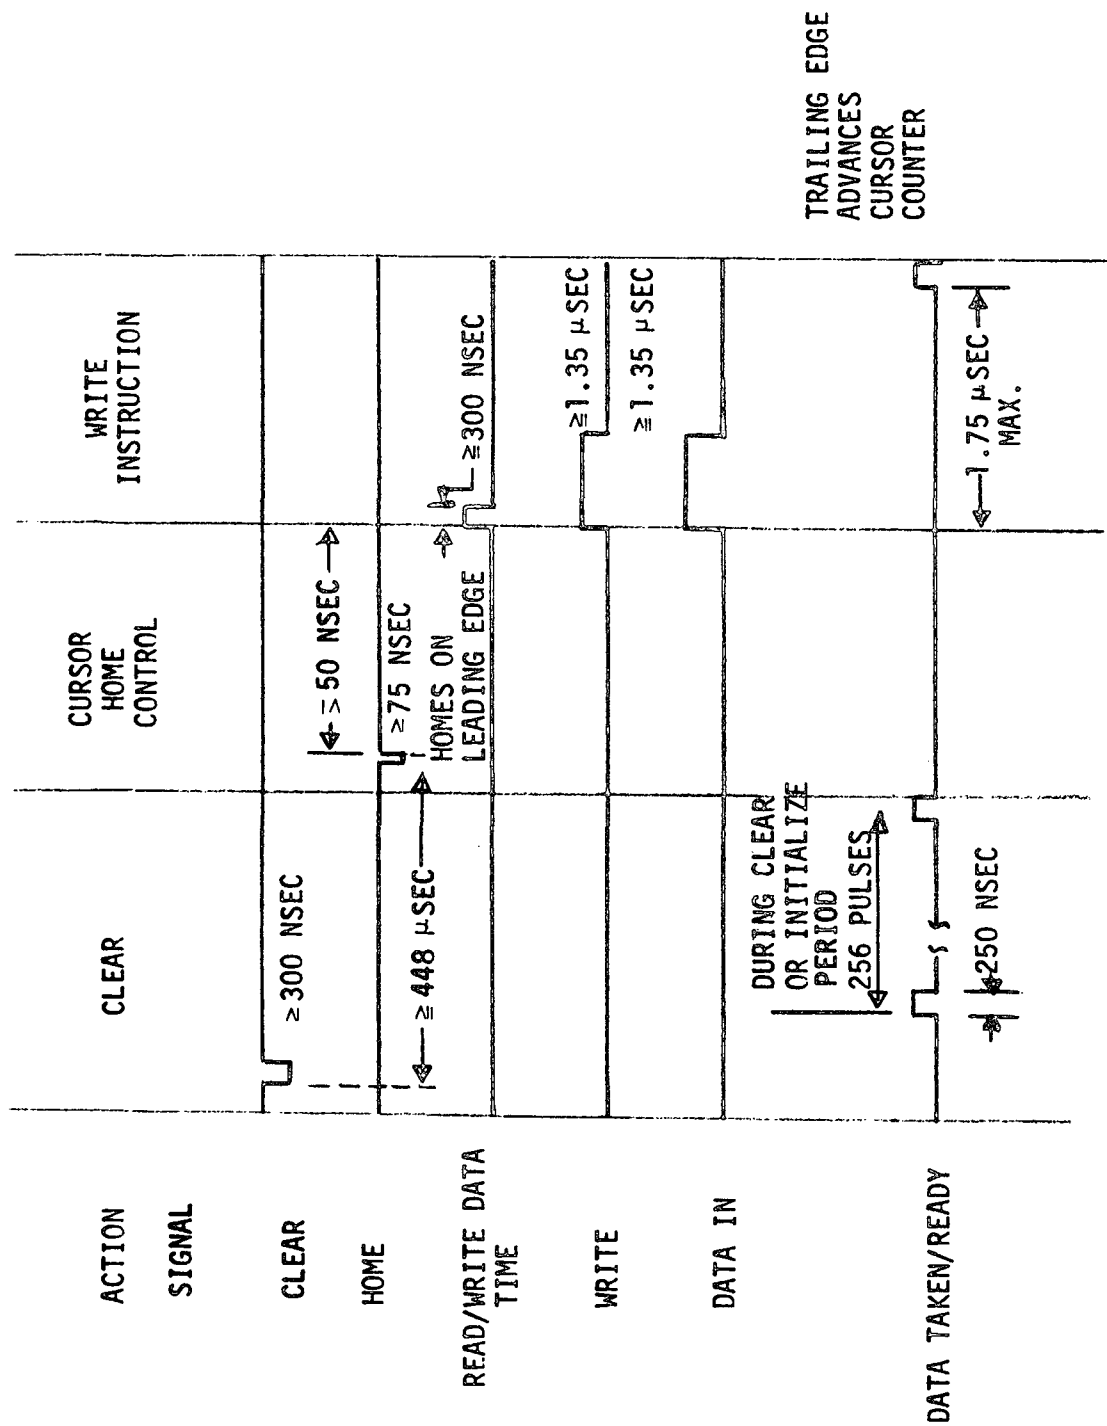 ACTION
CLEAR
CURSOR
HOME
CONTROL
WRITE
INSTRUCTION
SIGNAL
CLEAR
≥300 NSEC
≥50 NSEC
HOME
≥448 μSEC
≥75 NSEC
HOMES ON
LEADING EDGE
≥300 NSEC
READ/WRITE DATA
TIME
WRITE
≥1.35 μSEC
≥1.35 μSEC
DATA IN
DURING CLEAR
OR INITIALIZE
PERIOD
256 PULSES
TRAILING EDGE
ADVANCES
CURSOR
COUNTER
DATA TAKEN/READY
250 NSEC
1.75 μSEC
MAX.